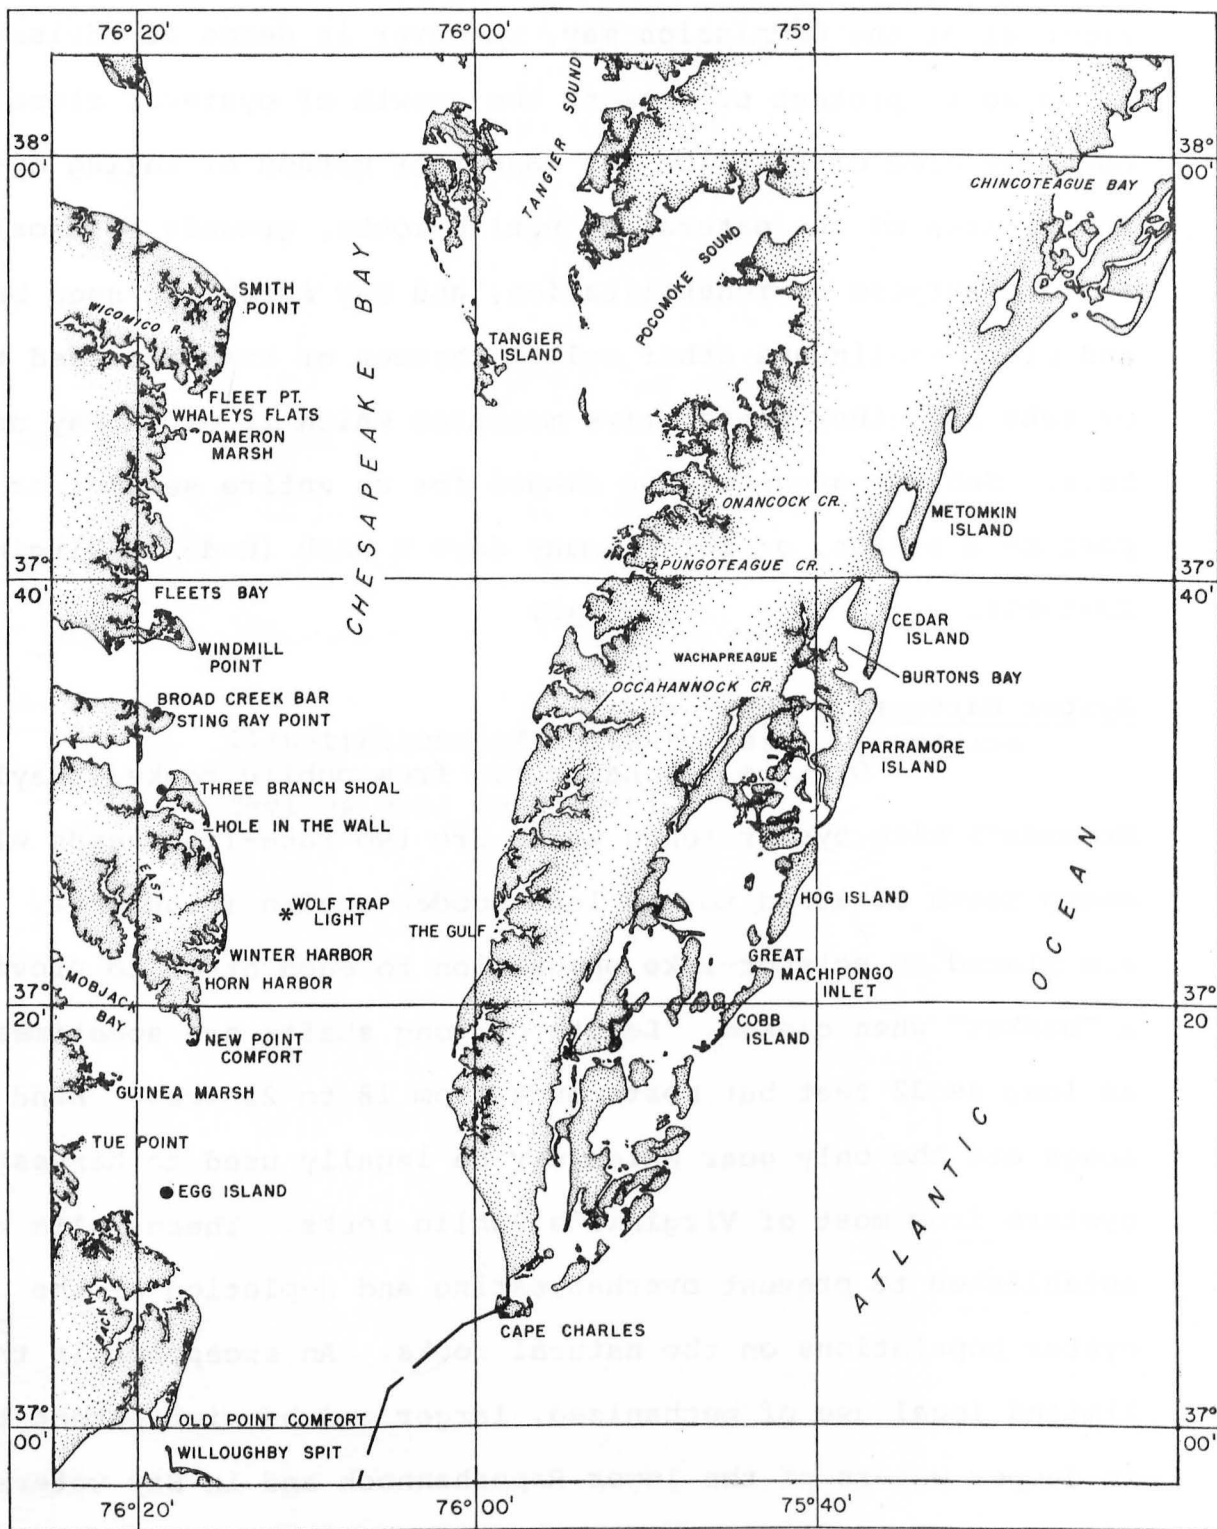 76°20'
76°00'
75°
TANGIER SOUND
38°
00'
38°
00'
CHINCOTEAGUE BAY
SMITH
POINT
WICOMICO R.
CHESAPEAKE BAY
TANGIER
ISLAND
POCOMOKE SOUND
FLEET PT.
WHALEYS FLATS
DAMERON
MARSH
ONANCOCK CR.
METOMKIN
ISLAND
PUNGOTEAGUE CR.
37°
40'
37°
40'
FLEETS BAY
WINDMILL
POINT
CEDAR
ISLAND
WACHAPREAGUE
BURTONS BAY
OCCAHANNOCK CR.
BROAD CREEK BAR
STING RAY POINT
PARRAMORE
ISLAND
THREE BRANCH SHOAL
HOLE IN THE WALL
EAST R.
WOLF TRAP
LIGHT
HOG ISLAND
THE GULF
WINTER HARBOR
HORN HARBOR
GREAT
MACHIPONGO
INLET
MOBJACK
BAY
37°
20'
37°
20
COBB
ISLAND
NEW POINT
COMFORT
GUINEA MARSH
TUE POINT
EGG ISLAND
ATLANTIC OCEAN
BACK
CAPE CHARLES
OLD POINT COMFORT
37°
00'
37°
00'
WILLOUGHBY SPIT
76°20'
76°00'
75°40'